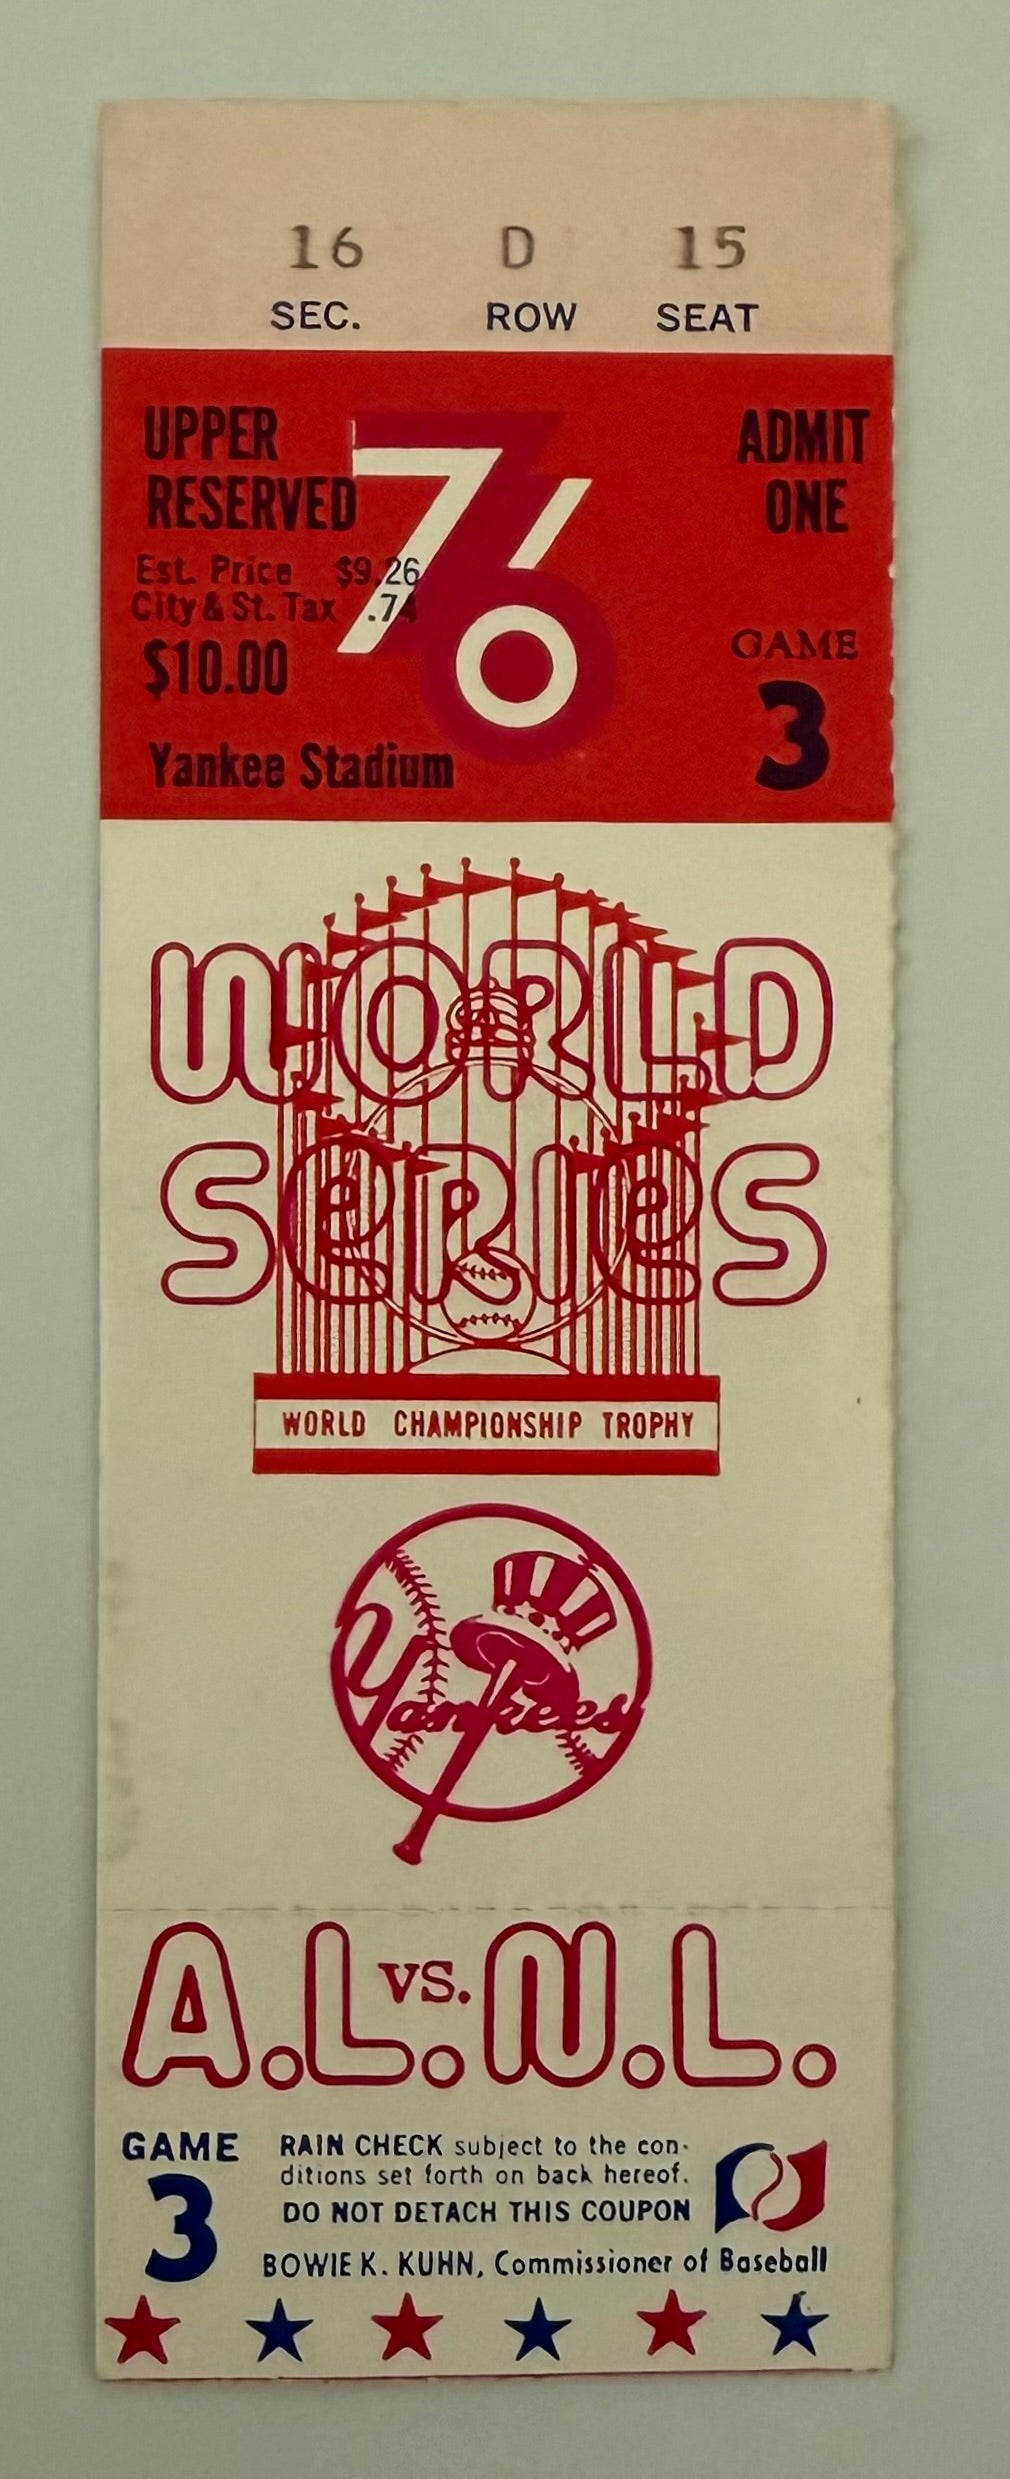 16 D 15
SEC. ROW SEAT
UPPER
RESERVED
Est. Price $9.26
City & St. Tax .74
$10.00
Yankee Stadium
76
ADMIT
ONE
GAME
3
WORLD
SERIES
WORLD CHAMPIONSHIP TROPHY
Yankees
A.L. vs. N.L.
GAME
3
RAIN CHECK subject to the con-
ditions set forth on back hereof.
DO NOT DETACH THIS COUPON
BOWIE K. KUHN, Commissioner of Baseball